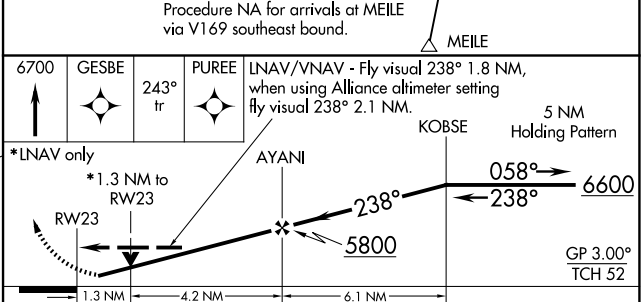 Procedure NA for arrivals at MEILE
via V169 southeast bound.
MEILE
6700
GESBE
243°
tr
PUREE
LNAV/VNAV - Fly visual 238° 1.8 NM,
when using Alliance altimeter setting
fly visual 238° 2.1 NM.
KOBSE
5 NM
Holding Pattern
*LNAV only
*1.3 NM to
RW23
AYANI
RW23
058°
238°
6600
238°
5800
GP 3.00°
TCH 52
1.3 NM
4.2 NM
6.1 NM